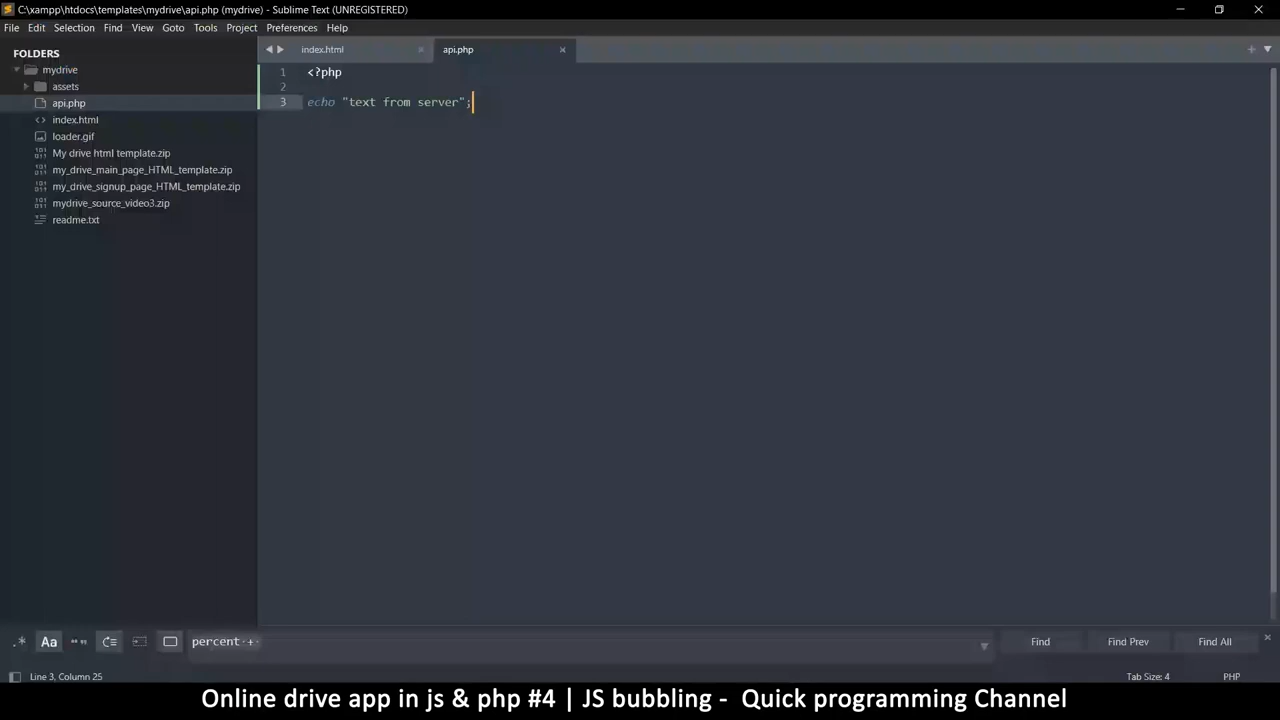 C:\xampp\htdocs\templates\mydrive\api.php (mydrive) - Sublime Text (UNREGISTERED)
File Edit Selection Find View Goto Tools Project Preferences Help
FOLDERS
mydrive
assets
api.php
index.html
loader.gif
My drive html template.zip
my_drive_main_page_HTML_template.zip
my_drive_signup_page_HTML_template.zip
mydrive_source_video3.zip
readme.txt
index.html api.php
1 <?php
2
3 echo "text from server";
.* Aa "" percent + Find Find Prev Find All
Line 3, Column 25 Tab Size: 4 PHP
Online drive app in js & php #4 | JS bubbling - Quick programming Channel